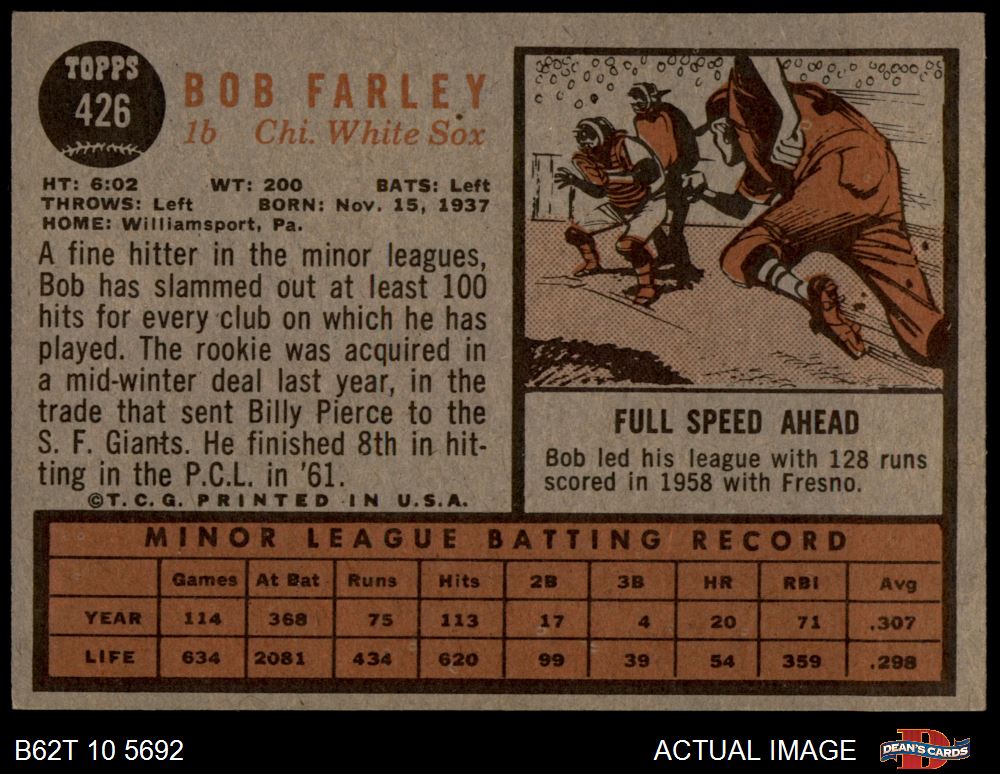 TOPPS
426
BOB FARLEY
1b Chi. White Sox
HT: 6:02 WT: 200 BATS: Left
THROWS: Left BORN: Nov. 15, 1937
HOME: Williamsport, Pa.
A fine hitter in the minor leagues,
Bob has slammed out at least 100
hits for every club on which he has
played. The rookie was acquired in
a mid-winter deal last year, in the
trade that sent Billy Pierce to the
S. F. Giants. He finished 8th in hit-
ting in the P.C.L. in '61.
©T.C.G. PRINTED IN U.S.A.
FULL SPEED AHEAD
Bob led his league with 128 runs
scored in 1958 with Fresno.
MINOR LEAGUE BATTING RECORD
Games At Bat Runs Hits 2B 3B HR RBI Avg
YEAR 114 368 75 113 17 4 20 71 .307
LIFE 634 2081 434 620 99 39 54 359 .298
B62T 10 5692
ACTUAL IMAGE
DEAN'S CARDS